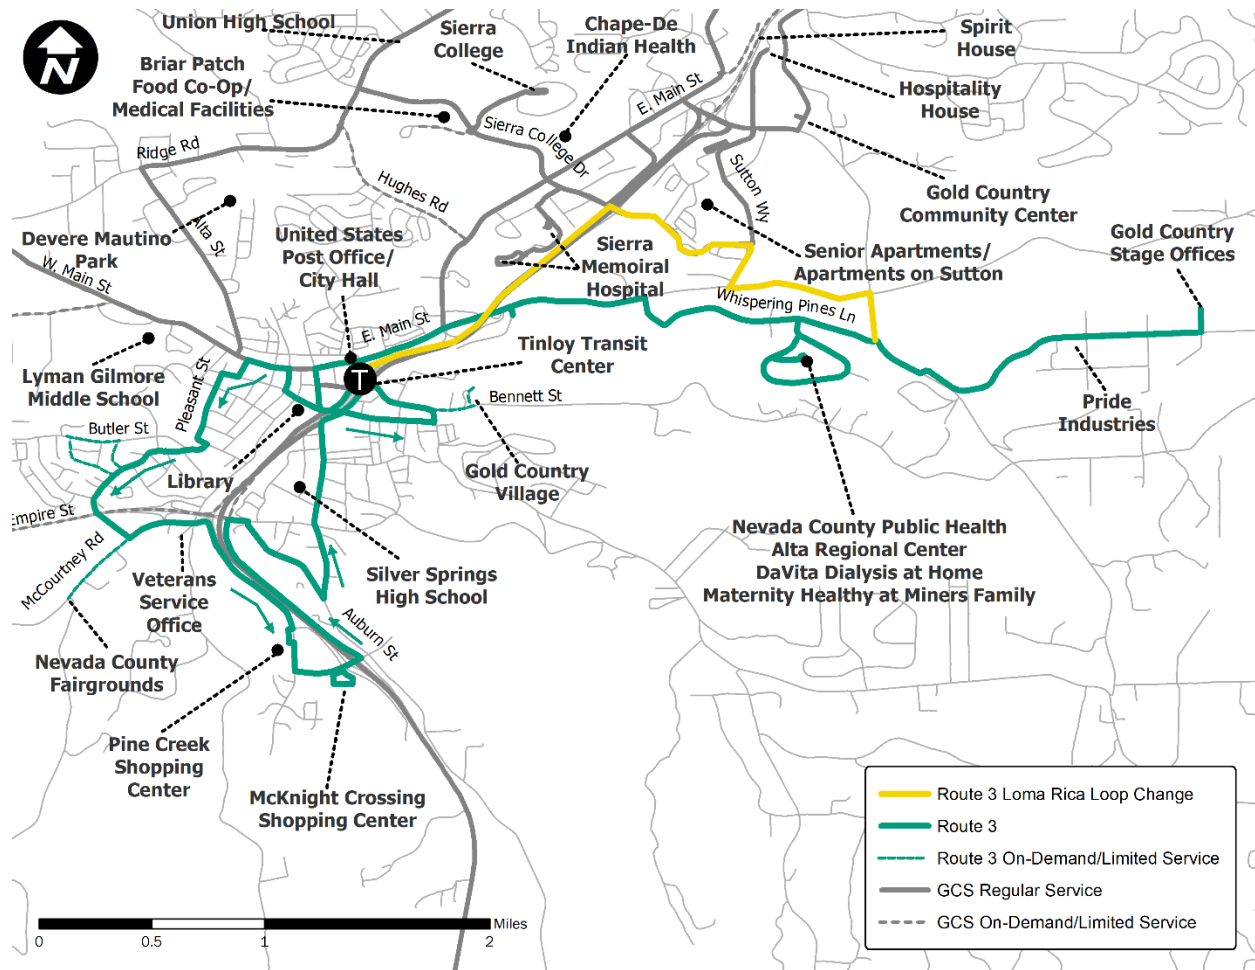 Union High School
Sierra
College
Chape-De
Indian Health
Spirit
House
N
Briar Patch
Food Co-Op/
Medical Facilities
Hospitality
House
E. Main St
Sierra College Dr
Ridge Rd
Hughes Rd
Sutton Wy
Gold Country
Community Center
Alta St
Devere Mautino
Park
United States
Post Office/
City Hall
Sierra
Memoiral
Hospital
Senior Apartments/
Apartments on Sutton
Gold Country
Stage Offices
W. Main St
Whispering Pines Ln
E. Main St
Tinloy Transit
Center
T
Lyman Gilmore
Middle School
Pleasant St
Bennett St
Pride
Industries
Butler St
Library
Gold Country
Village
Empire St
McCourtney Rd
Nevada County Public Health
Alta Regional Center
DaVita Dialysis at Home
Maternity Healthy at Miners Family
Veterans
Service
Office
Silver Springs
High School
Auburn St
Nevada County
Fairgrounds
Pine Creek
Shopping
Center
McKnight Crossing
Shopping Center
Route 3 Loma Rica Loop Change
Route 3
Route 3 On-Demand/Limited Service
GCS Regular Service
GCS On-Demand/Limited Service
Miles
0 0.5 1 2